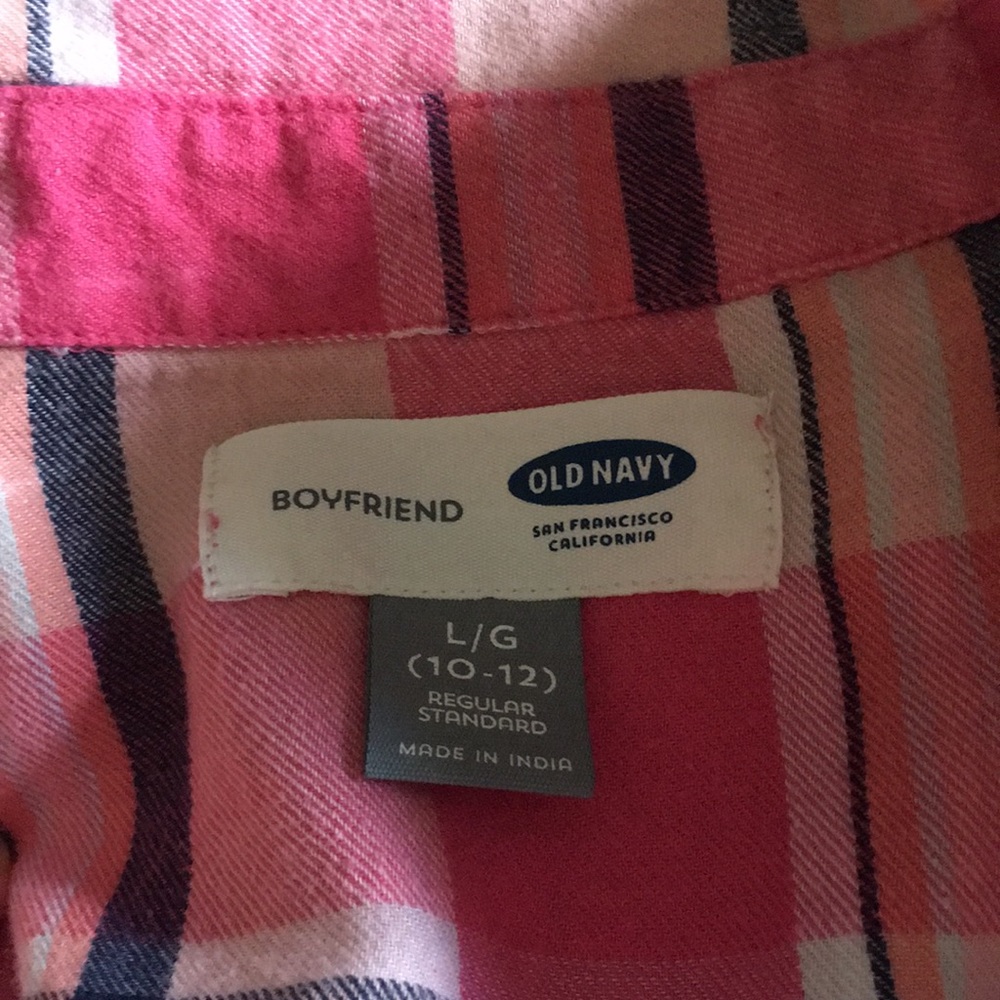 BOYFRIEND
OLD NAVY
SAN FRANCISCO
CALIFORNIA
L/G
(10-12)
REGULAR
STANDARD
MADE IN INDIA